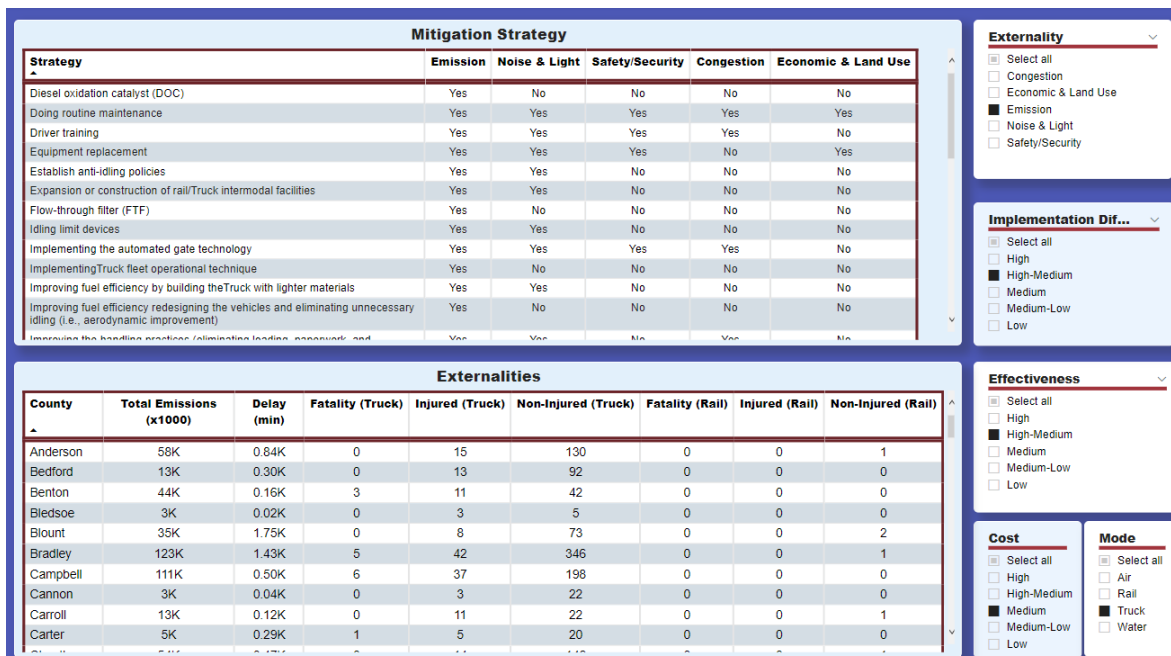 Mitigation Strategy
Strategy Emission Noise & Light Safety/Security Congestion Economic & Land Use
Diesel oxidation catalyst (DOC) Yes No No No No
Doing routine maintenance Yes Yes Yes Yes Yes
Driver training Yes Yes Yes Yes No
Equipment replacement Yes Yes Yes No Yes
Establish anti-idling policies Yes Yes No No No
Expansion or construction of rail/Truck intermodal facilities Yes Yes No No No
Flow-through filter (FTF) Yes No No No No
Idling limit devices Yes Yes No No No
Implementing the automated gate technology Yes Yes Yes Yes No
ImplementingTruck fleet operational technique Yes No No No No
Improving fuel efficiency by building theTruck with lighter materials Yes Yes No No No
Improving fuel efficiency redesigning the vehicles and eliminating unnecessary Yes No No No No
idling (i.e., aerodynamic improvement)
Improving the handling practices (eliminating loading, paperwork, and Yes Yes No Yes No
Externalities
County Total Emissions Delay Fatality (Truck) Injured (Truck) Non-Injured (Truck) Fatality (Rail) Injured (Rail) Non-Injured (Rail)
(x1000) (min)
Anderson 58K 0.84K 0 15 130 0 0 1
Bedford 13K 0.30K 0 13 92 0 0 0
Benton 44K 0.16K 3 11 42 0 0 0
Bledsoe 3K 0.02K 0 3 5 0 0 0
Blount 35K 1.75K 0 8 73 0 0 2
Bradley 123K 1.43K 5 42 346 0 0 1
Campbell 111K 0.50K 6 37 198 0 0 0
Cannon 3K 0.04K 0 3 22 0 0 0
Carroll 13K 0.12K 0 11 22 0 0 1
Carter 5K 0.29K 1 5 20 0 0 0
Externality
Select all
Congestion
Economic & Land Use
Emission
Noise & Light
Safety/Security
Implementation Dif...
Select all
High
High-Medium
Medium
Medium-Low
Low
Effectiveness
Select all
High
High-Medium
Medium
Medium-Low
Low
Cost
Select all
High
High-Medium
Medium
Medium-Low
Low
Mode
Select all
Air
Rail
Truck
Water